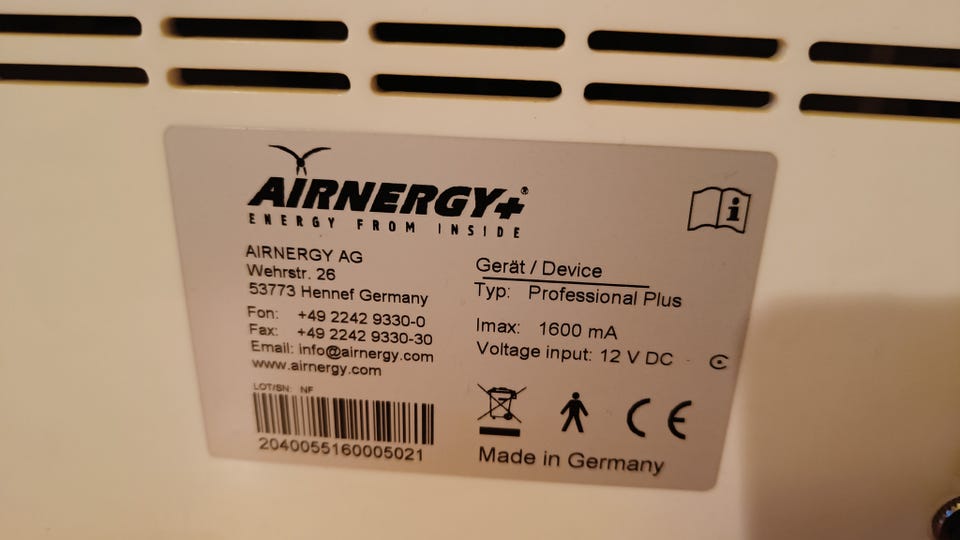 AIRNERGY+®
ENERGY FROM INSIDE
AIRNERGY AG
Wehrstr. 26
53773 Hennef Germany
Fon: +49 2242 9330-0
Fax: +49 2242 9330-30
Email: info@airnergy.com
www.airnergy.com
LOT/SN: NF
2040055160005021
i
Gerät / Device
Typ: Professional Plus
Imax: 1600 mA
Voltage input: 12 V DC
CE
Made in Germany